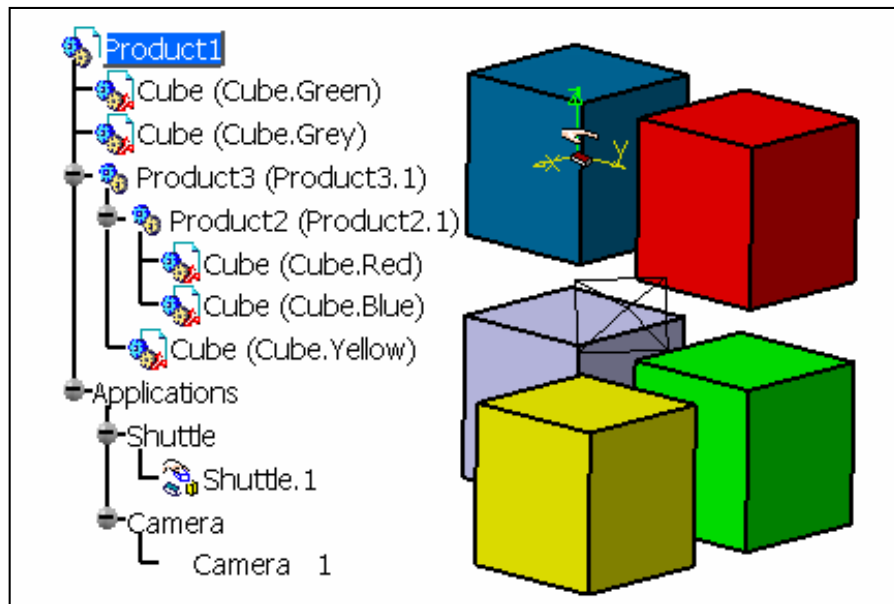 Product1
Cube (Cube.Green)
Cube (Cube.Grey)
Product3 (Product3.1)
Product2 (Product2.1)
Cube (Cube.Red)
Cube (Cube.Blue)
Cube (Cube.Yellow)
Applications
Shuttle
Shuttle.1
Camera
Camera 1
X
Y